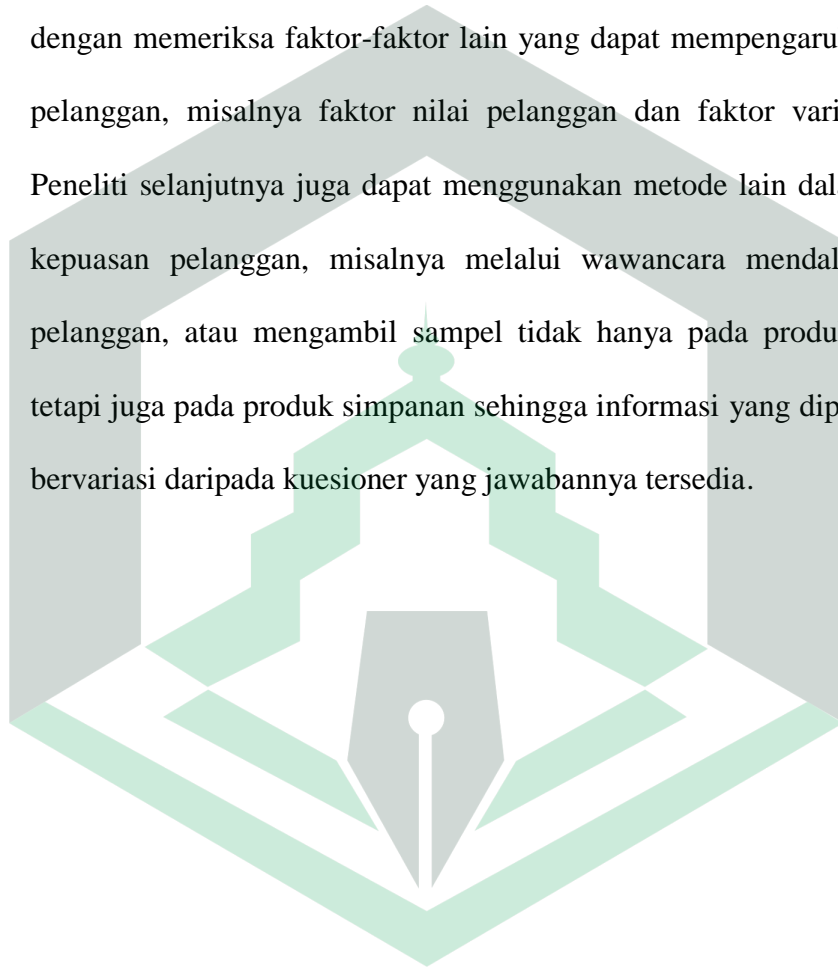 dengan memeriksa faktor-faktor lain yang dapat mempengaru
pelanggan, misalnya faktor nilai pelanggan dan faktor vari
Peneliti selanjutnya juga dapat menggunakan metode lain dala
kepuasan pelanggan, misalnya melalui wawancara mendal
pelanggan, atau mengambil sampel tidak hanya pada produ
tetapi juga pada produk simpanan sehingga informasi yang dip
bervariasi daripada kuesioner yang jawabannya tersedia.